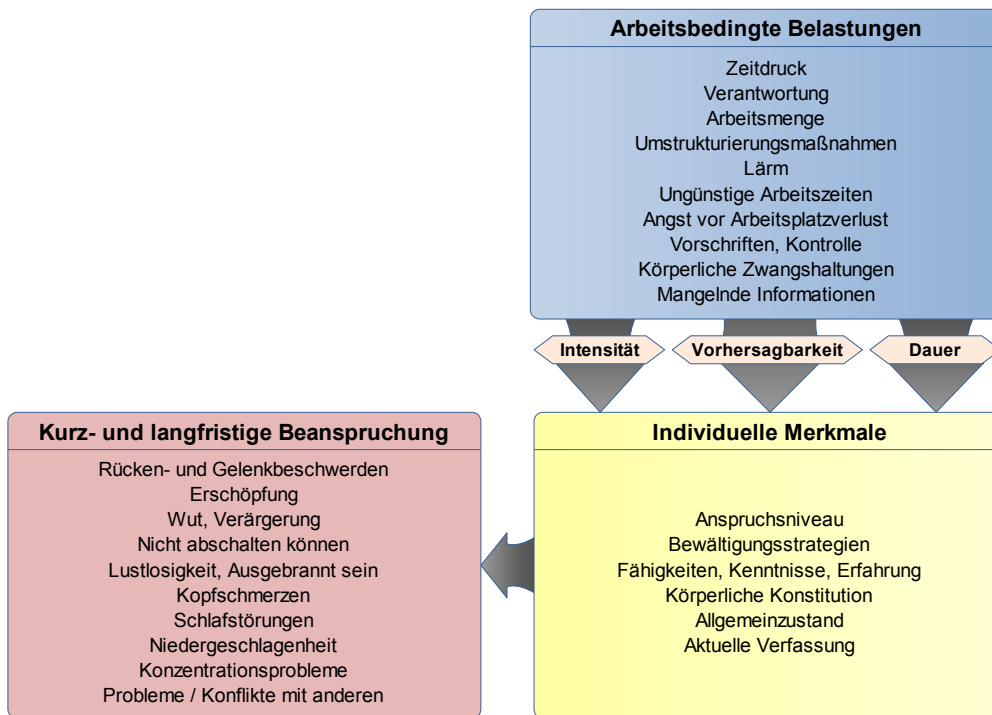 Arbeitsbedingte Belastungen
Zeitdruck
Verantwortung
Arbeitsmenge
Umstrukturierungsmaßnahmen
Lärm
Ungünstige Arbeitszeiten
Angst vor Arbeitsplatzverlust
Vorschriften, Kontrolle
Körperliche Zwangshaltungen
Mangelnde Informationen
Intensität
Vorhersagbarkeit
Dauer
Individuelle Merkmale
Anspruchsniveau
Bewältigungsstrategien
Fähigkeiten, Kenntnisse, Erfahrung
Körperliche Konstitution
Allgemeinzustand
Aktuelle Verfassung
Kurz- und langfristige Beanspruchung
Rücken- und Gelenkbeschwerden
Erschöpfung
Wut, Verärgerung
Nicht abschalten können
Lustlosigkeit, Ausgebrannt sein
Kopfschmerzen
Schlafstörungen
Niedergeschlagenheit
Konzentrationsprobleme
Probleme / Konflikte mit anderen